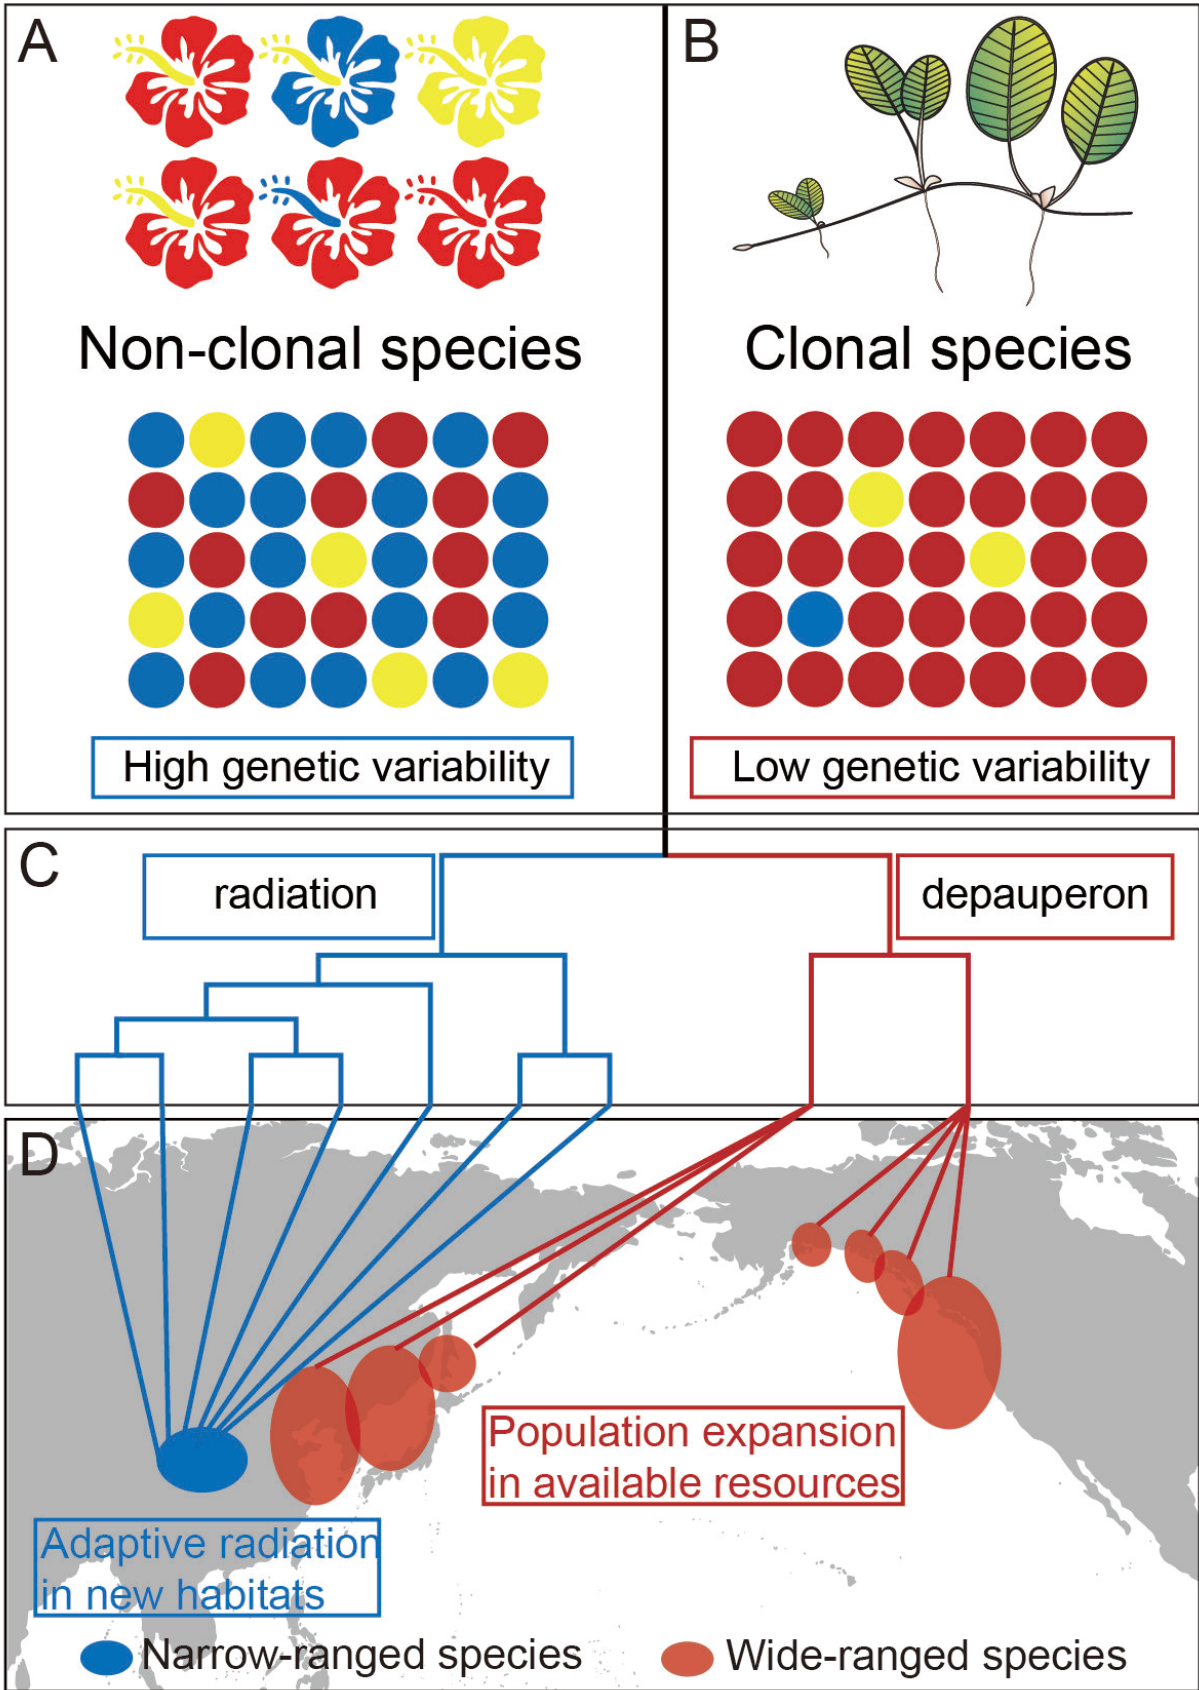 A
B
Non-clonal species
Clonal species
High genetic variability
Low genetic variability
C
radiation
depauperon
D
Population expansion
in available resources
Adaptive radiation
in new habitats
Narrow-ranged species
Wide-ranged species